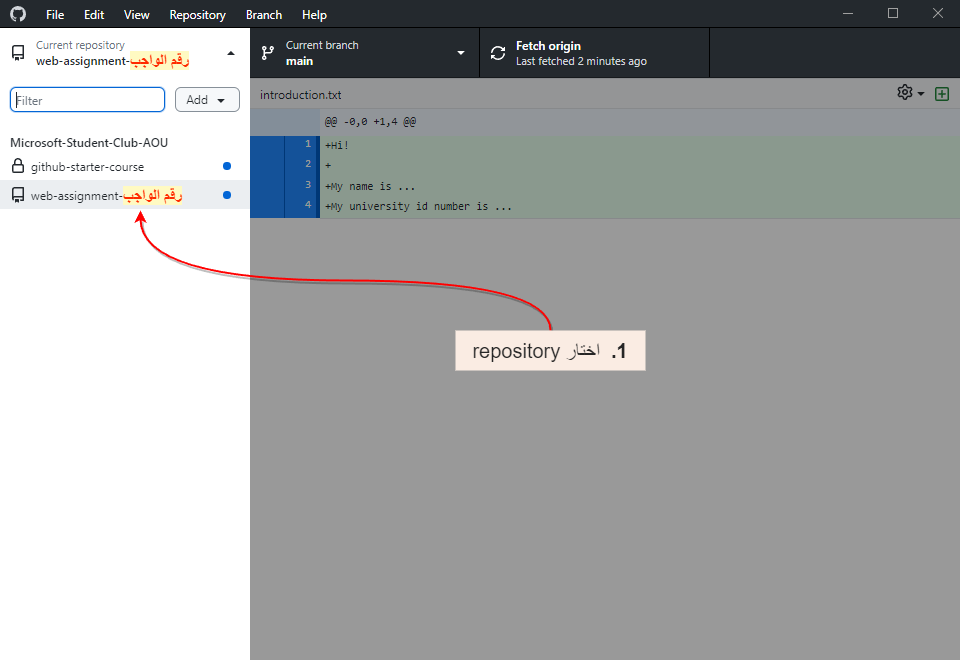 File Edit View Repository Branch Help
Current repository
web-assignment-رقم الواجب
Current branch
main
Fetch origin
Last fetched 2 minutes ago
Filter
Add
introduction.txt
@@ -0,0 +1,4 @@
Microsoft-Student-Club-AOU
github-starter-course
web-assignment-رقم الواجب
1 +Hi!
2 +
3 +My name is ...
4 +My university id number is ...
1. اختار repository